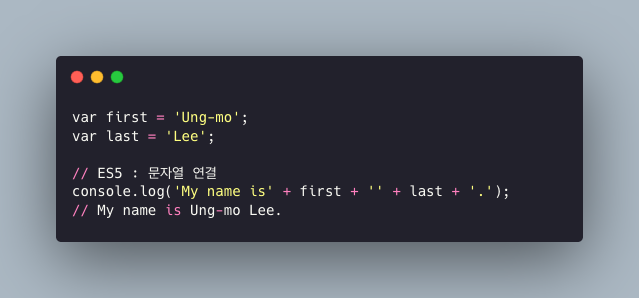 var first = 'Ung-mo';
var last = 'Lee';
// ES5 : 문자열 연결
console.log('My name is' + first + '' + last + '.');
// My name is Ung-mo Lee.